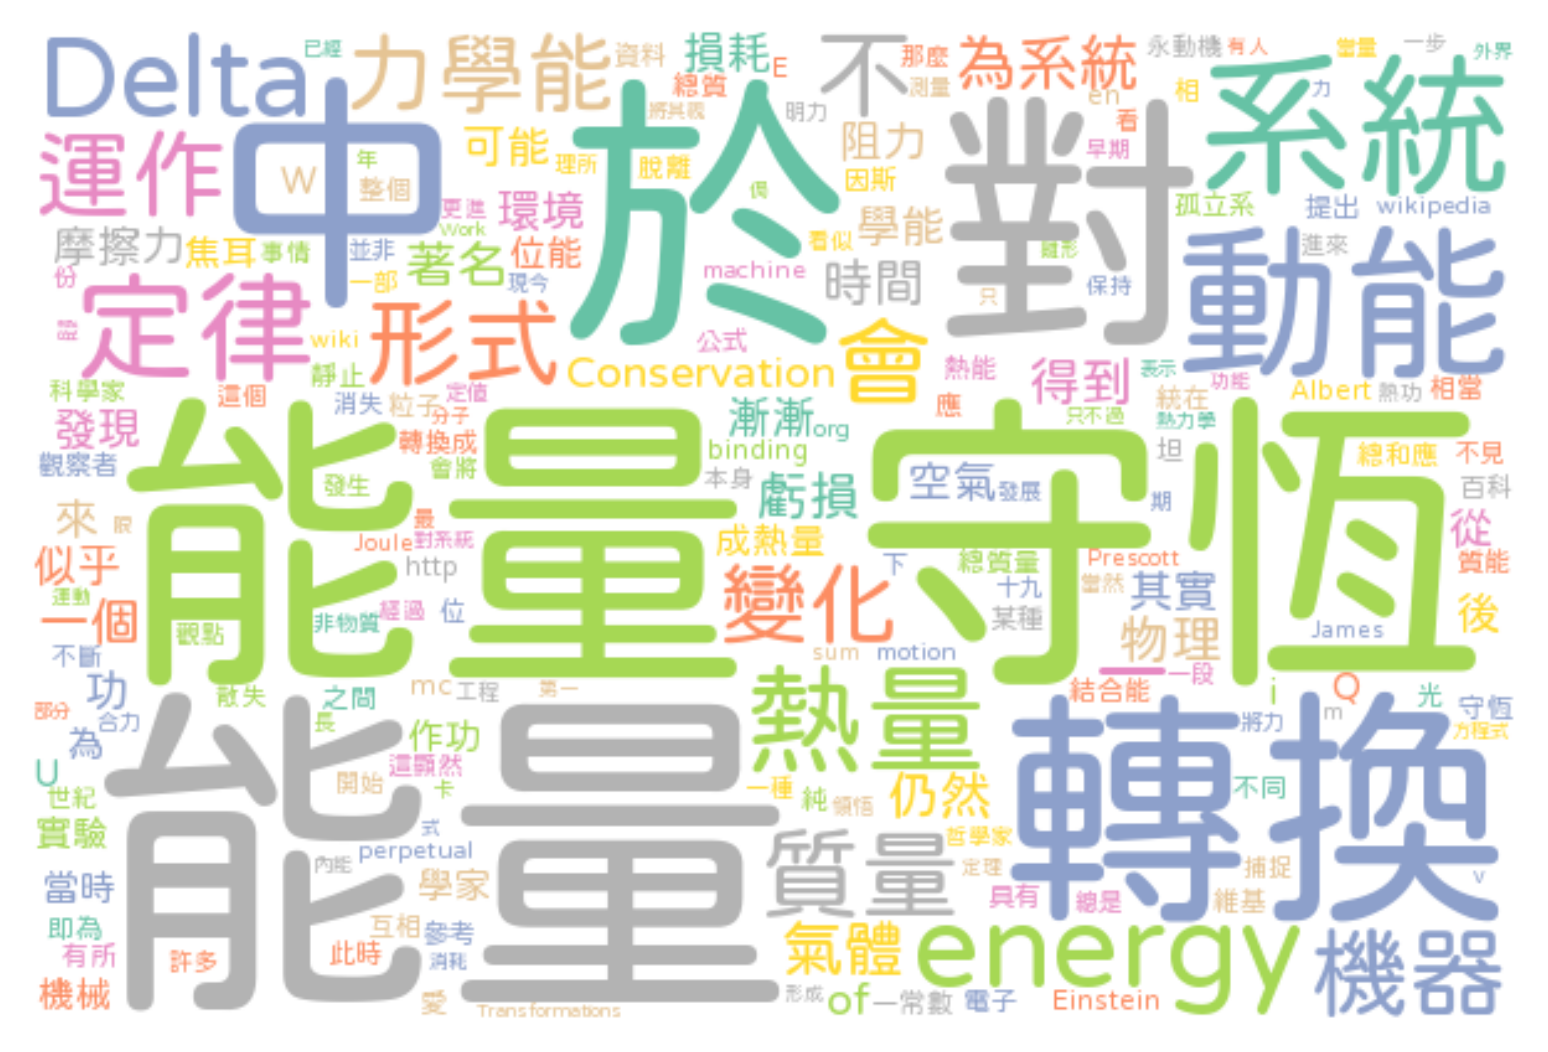 Delta
已經
力學能
資料
損耗
E
總質
不
那麼
測量
為系統
永動機
有人
當量
一步
外界
系統
運作
中
W
年
整個
可能
理所
於
脫離
將其視
明力
阻力
因斯
對
en
看
早期
相
力
孤立系
提出
wikipedia
摩擦力
焦耳
事情
並非
更進
Work
環境
著名
位能
現今
一部
份
偶
看似
學能
時間
machine
只
雛形
保持
進來
動能
定律
wiki
形式
公式
Conservation
會
熱能
得到
表示
功能
Albert
熱功
相當
科學家
靜止
這個
消失
粒子
定值
分子
發現
轉換成
會將
漸漸
org
binding
應
只不過
統在
熱力學
觀察者
能量守恆
發生
本身
虧損
空氣
發展
坦
期
總和應
不見
百科
來
限
最
Joule
對系統
成熱量
http
從
似乎
運動
總質量
Prescott
質能
一個
觀點
非物質
經過
位
變化
下
十九
某種
當然
其實
後
James
不斷
sum
motion
物理
功
散失
之間
mc
工程
第一
熱量
一
一段
結合能
i
Q
m
光
守恆
部分
合力
為
長
作功
將力
方程式
能量
轉換
U
這顯然
開始
卡
世紀
一種
純
領悟
仍然
不同
實驗
式
perpetual
內能
質量
哲學家
定理
捕捉
v
當時
學家
具有
總是
維基
即為
互相
參考
氣體
energy
機器
有所
許多
此時
消耗
機械
愛
Transformations
形成
of
一常數
電子
Einstein